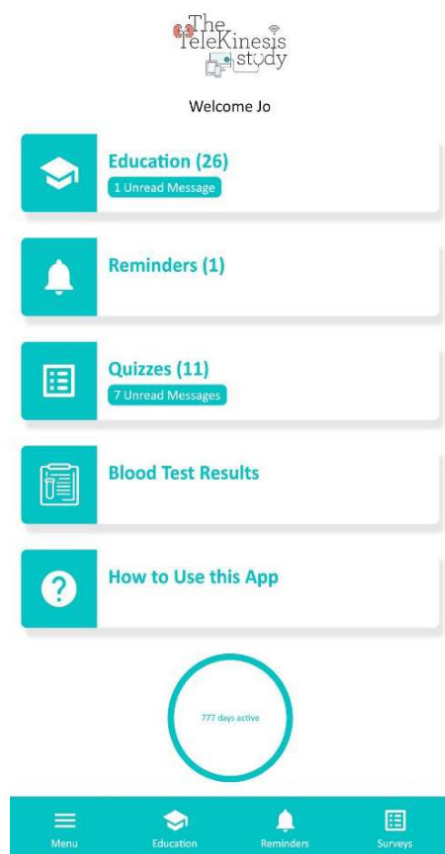 The
TeleKinesis
study
Welcome Jo
Education (26)
1 Unread Message
Reminders (1)
Quizzes (11)
7 Unread Messages
Blood Test Results
How to Use this App
777 days active
Menu
Education
Reminders
Surveys